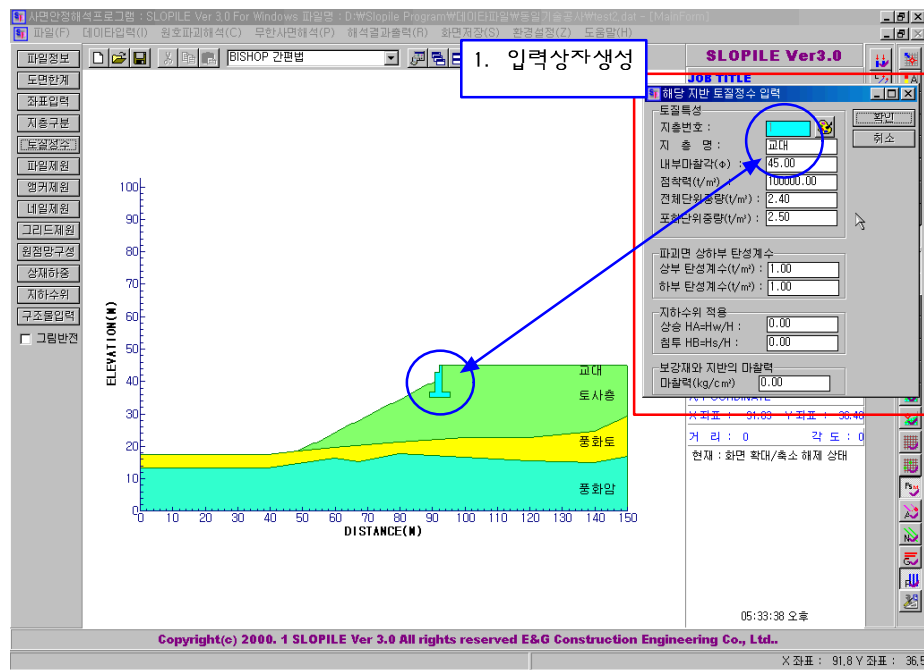 사면안정해석프로그램 : SLOPILE Ver 3.0 For Windows 파일명 : D:₩Slopile Program₩데이타파일₩동일기술공사₩test2.dat - [MainForm]
파일(F) 데이타입력(I) 원호파괴해석(C) 무한사면해석(P) 해석결과출력(R) 화면저장(S) 환경설정(Z) 도움말(H)
BISHOP 간편법
1. 입력상자생성
파일정보
도면한계
좌표입력
지층구분
토질정수
파일제원
앵커제원
네일제원
그리드제원
원점망구성
상재하중
지하수위
구조물입력
그림반전
SLOPILE Ver3.0
JOB TITLE
해당 지반 토질정수 입력
토질특성
지층번호 :
지 층 명 : 교대
내부마찰각(Φ) : 45.00
점착력(t/m²) : 100000.00
전체단위중량(t/m³) : 2.40
포화단위중량(t/m³) : 2.50
확인
취소
파괴면 상하부 탄성계수
상부 탄성계수(t/m²) : 1.00
하부 탄성계수(t/m²) : 1.00
지하수위 적용
상승 HA=Hw/H : 0.00
침투 HB=Hs/H : 0.00
보강재와 지반의 마찰력
마찰력(kg/cm²) 0.00
X 좌표 : 91.83 Y 좌표 : 36.48
거 리 : 0 각 도 : 0
현재 : 화면 확대/축소 해제 상태
05:33:38 오후
ELEVATION(M)
100
90
80
70
60
50
40
30
20
10
0
교대
토사층
풍화토
풍화암
0 10 20 30 40 50 60 70 80 90 100 110 120 130 140 150
DISTANCE(M)
Copyright(c) 2000. 1 SLOPILE Ver 3.0 All rights reserved E&G Construction Engineering Co., Ltd..
X 좌표 : 91.8 Y 좌표 : 36.5